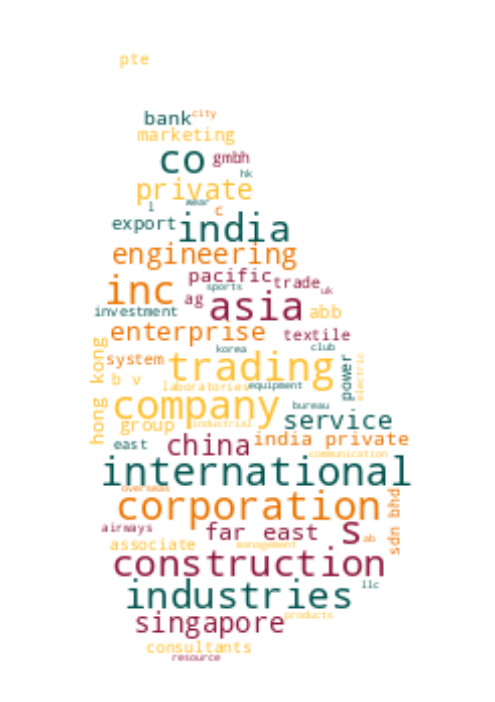 pte
bank city
marketing
co gmbh
hk
private
wear
l c
export india
engineering
pacific trade
sports uk
inc ag asia
investment abb
enterprise textile
korea club
hong kong
system trading power electric
b v laboratories equipment
company bureau
group industrial service
east china india private
communication
international
overseas
corporation sdn bhd
airways far east s ab
associate management
construction
industries llc
singapore products
consultants
resource